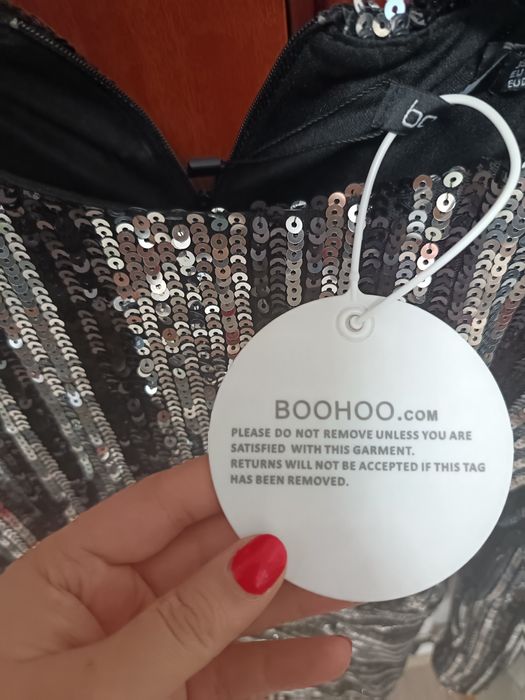 BOOHOO.COM
PLEASE DO NOT REMOVE UNLESS YOU ARE
SATISFIED WITH THIS GARMENT.
RETURNS WILL NOT BE ACCEPTED IF THIS TAG
HAS BEEN REMOVED.